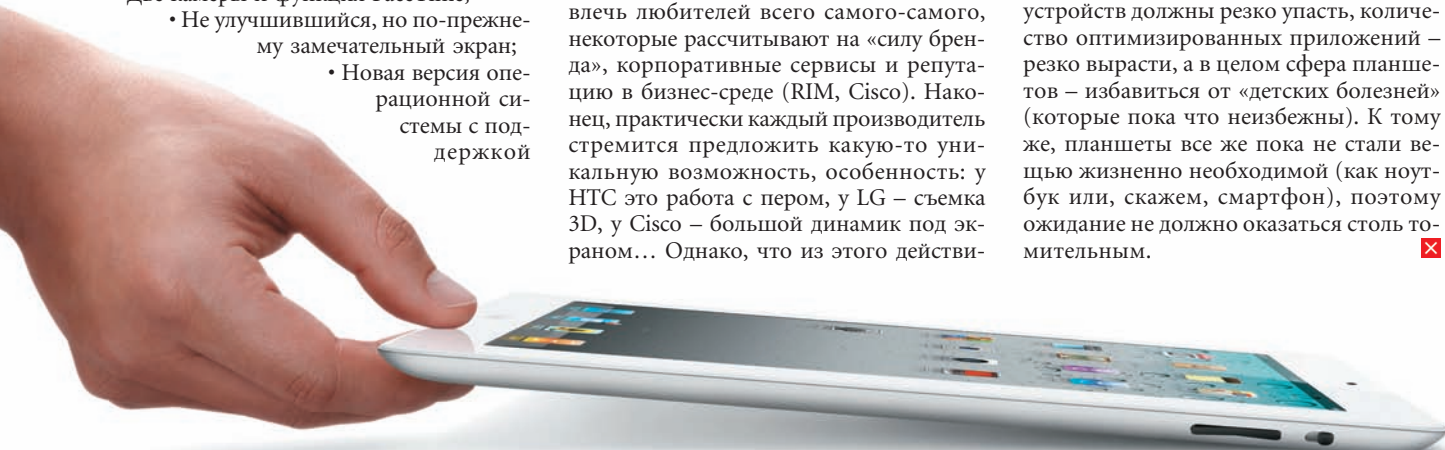 • Не улучшившийся, но по-прежне-
му замечательный экран;
• Новая версия опе-
рационной си-
стемы с под-
держкой
влечь любителей всего самого-самого,
некоторые рассчитывают на «силу брен-
да», корпоративные сервисы и репута-
цию в бизнес-среде (RIM, Cisco). Нако-
нец, практически каждый производитель
стремится предложить какую-то уни-
кальную возможность, особенность: у
HTC это работа с пером, у LG – съемка
3D, у Cisco – большой динамик под эк-
раном… Однако, что из этого действи-
устройств должны резко упасть, количе-
ство оптимизированных приложений –
резко вырасти, а в целом сфера планше-
тов – избавиться от «детских болезней»
(которые пока что неизбежны). К тому
же, планшеты все же пока не стали ве-
щью жизненно необходимой (как ноут-
бук или, скажем, смартфон), поэтому
ожидание не должно оказаться столь то-
мительным.